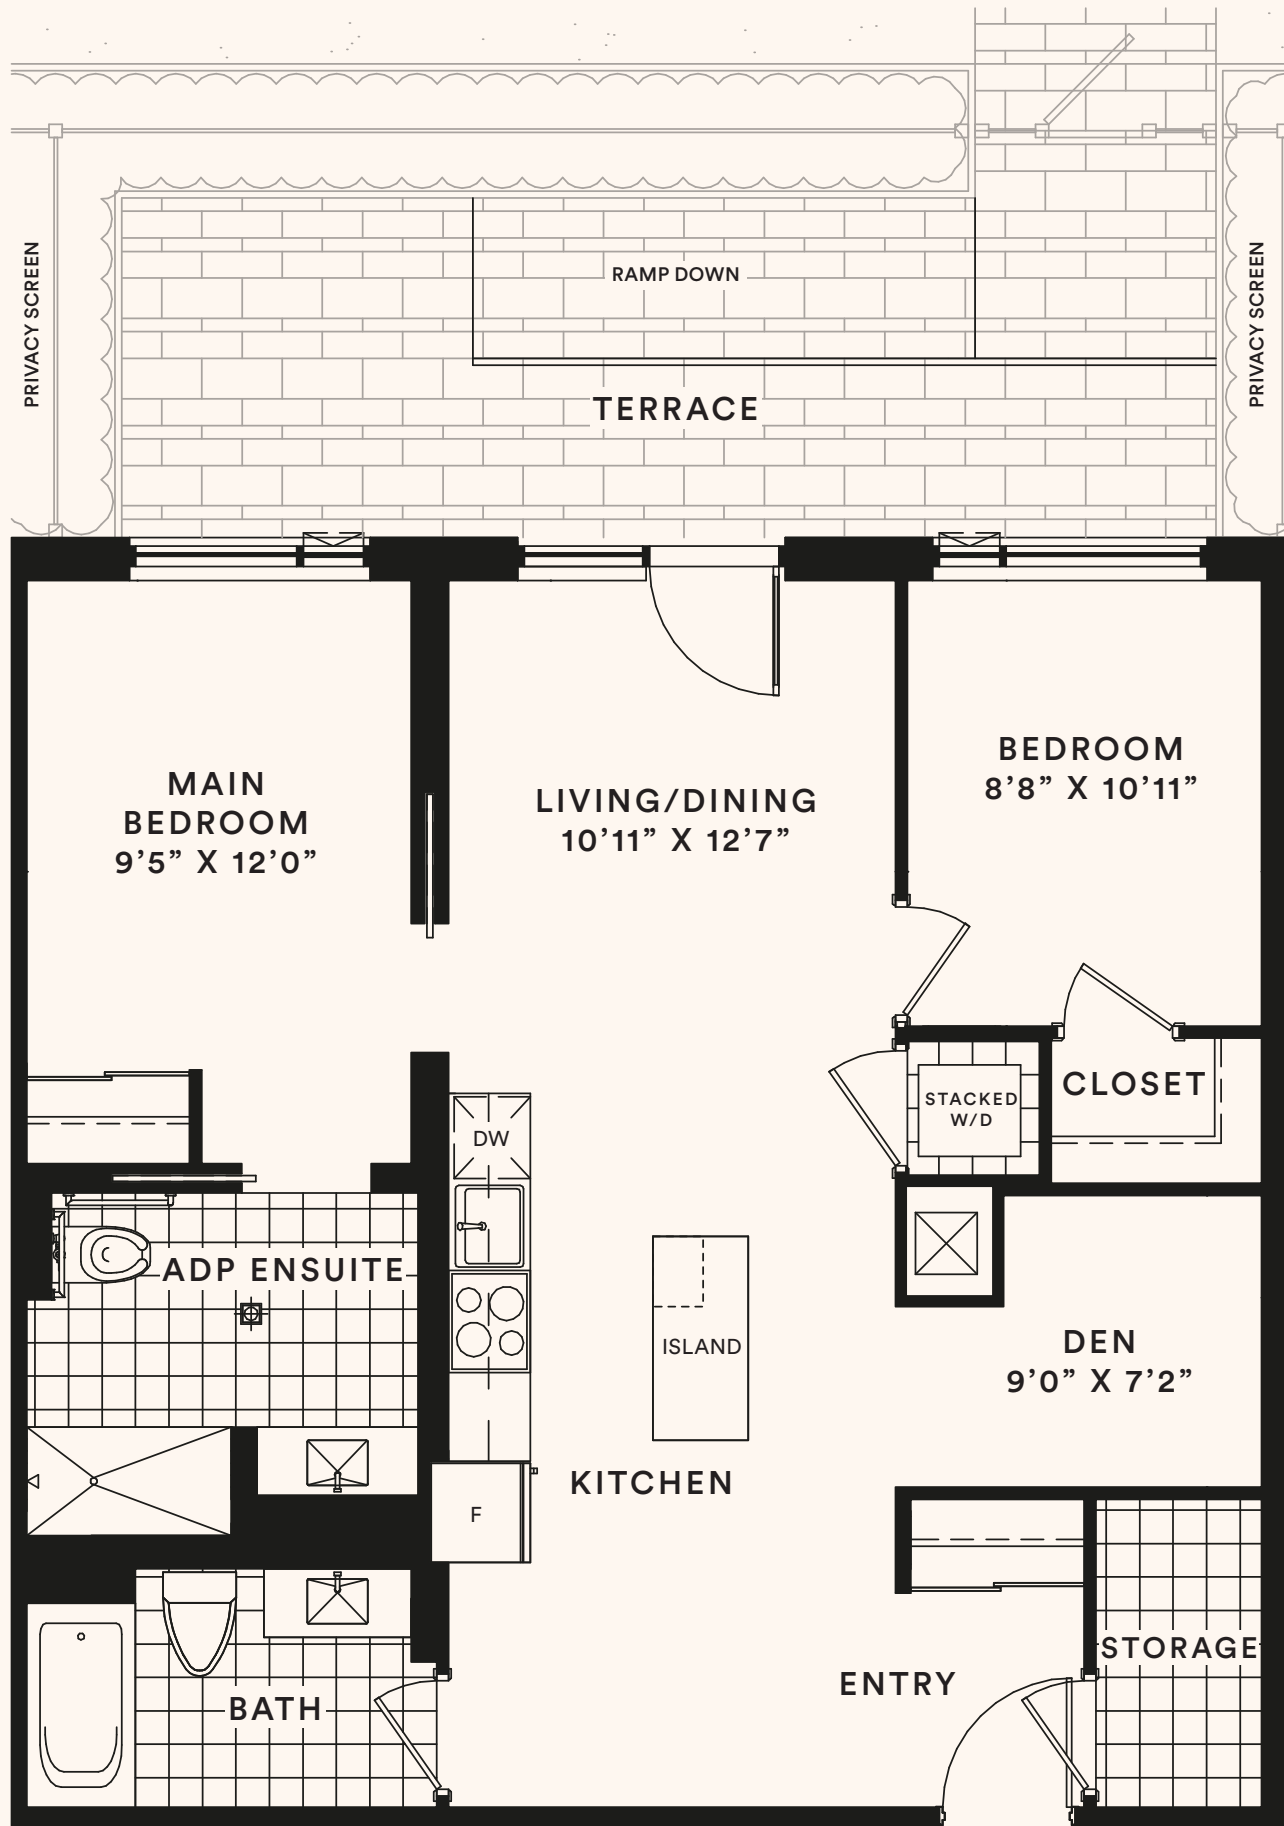 PRIVACY SCREEN
RAMP DOWN
PRIVACY SCREEN
TERRACE
MAIN
BEDROOM
9’5” X 12’0”
LIVING/DINING
10’11” X 12’7”
BEDROOM
8’8” X 10’11”
STACKED
W/D
CLOSET
DW
ADP ENSUITE
ISLAND
DEN
9’0” X 7’2”
KITCHEN
F
STORAGE
ENTRY
BATH